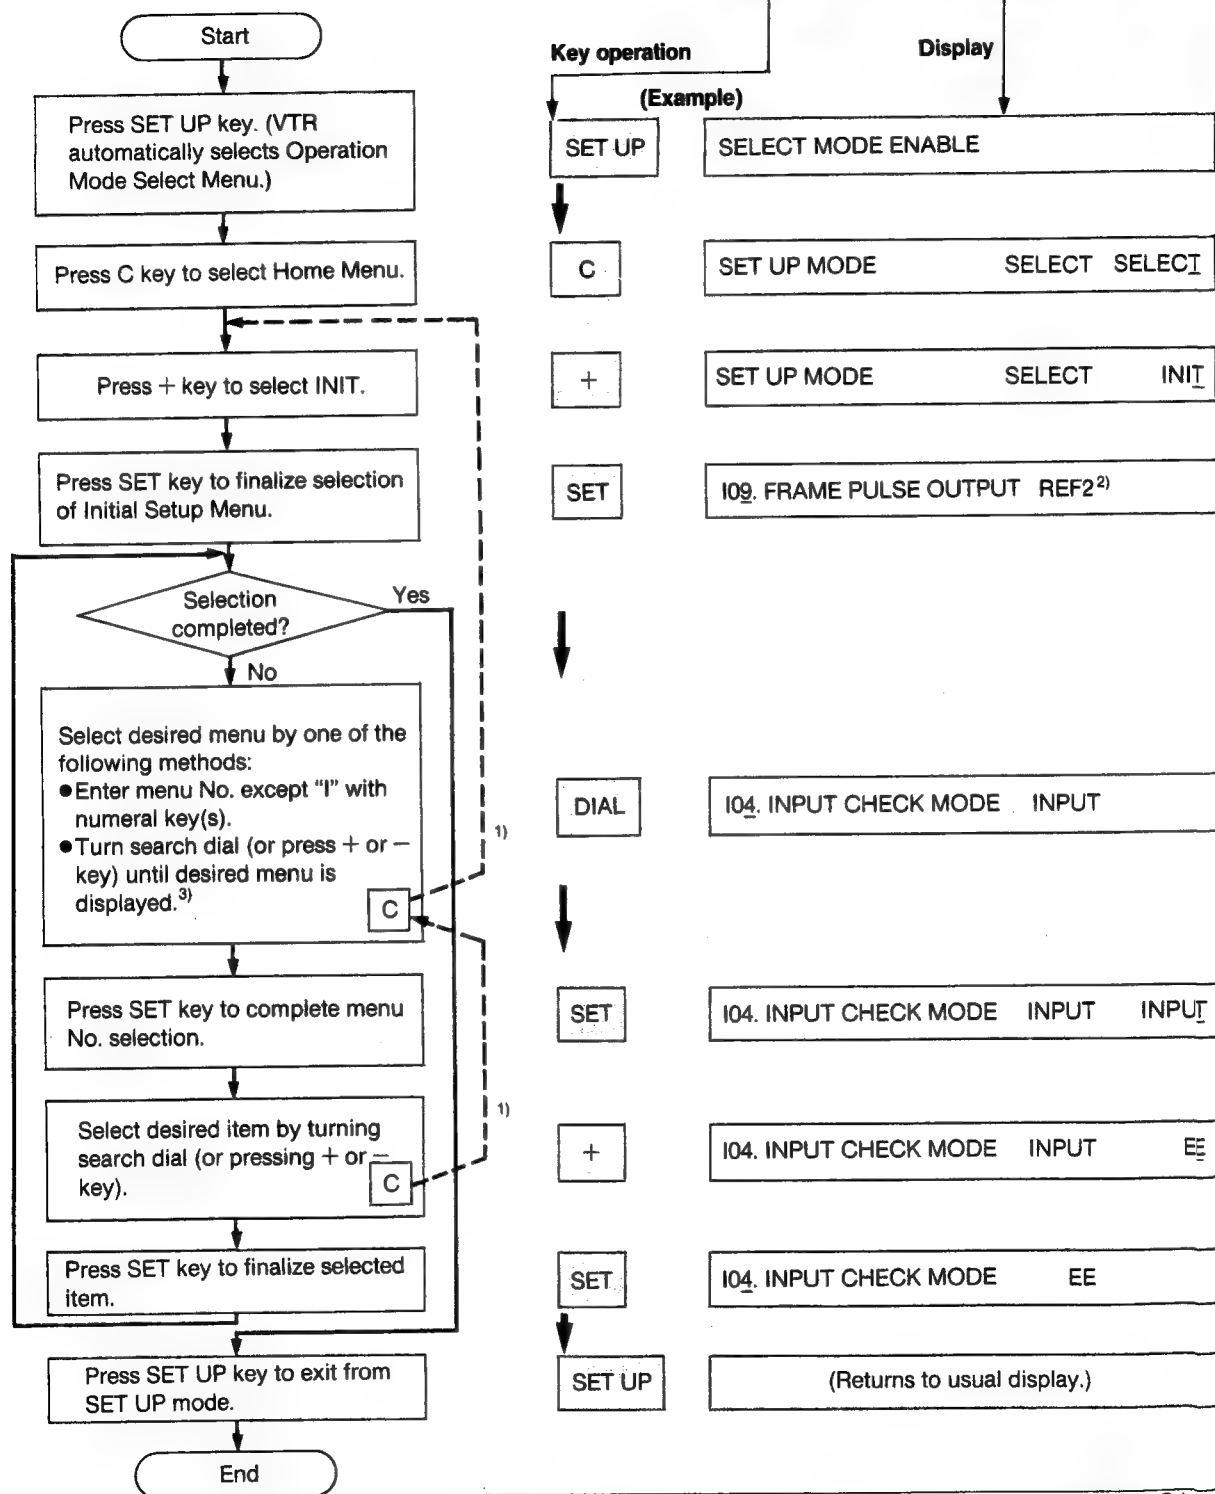 Start
Key operation
Display
(Example)
Press SET UP key. (VTR
automatically selects Operation
Mode Select Menu.)
SET UP
SELECT MODE ENABLE
Press C key to select Home Menu.
C
SET UP MODE SELECT SELECT
Press + key to select INIT.
+
SET UP MODE SELECT INIT
Press SET key to finalize selection
of Initial Setup Menu.
SET
I09. FRAME PULSE OUTPUT REF2 2)
Selection
completed?
Yes
No
Select desired menu by one of the
following methods:
●Enter menu No. except "I" with
numeral key(s).
●Turn search dial (or press + or −
key) until desired menu is
displayed.3)
C
1)
DIAL
I04. INPUT CHECK MODE INPUT
Press SET key to complete menu
No. selection.
SET
I04. INPUT CHECK MODE INPUT INPUT
1)
Select desired item by turning
search dial (or pressing + or −
key).
C
+
I04. INPUT CHECK MODE INPUT EE
Press SET key to finalize selected
item.
SET
I04. INPUT CHECK MODE EE
Press SET UP key to exit from
SET UP mode.
SET UP
(Returns to usual display.)
End